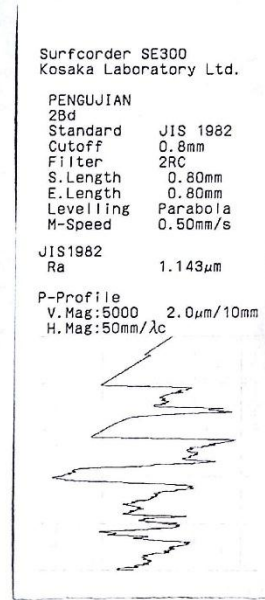 Surfcorder SE300
Kosaka Laboratory Ltd.
PENGUJIAN
2Bd
Standard JIS 1982
Cutoff 0.8mm
Filter 2RC
S.Length 0.80mm
E.Length 0.80mm
Levelling Parabola
M-Speed 0.50mm/s
JIS1982
Ra 1.143μm
P-Profile
V.Mag:5000 2.0μm/10mm
H.Mag:50mm/λc